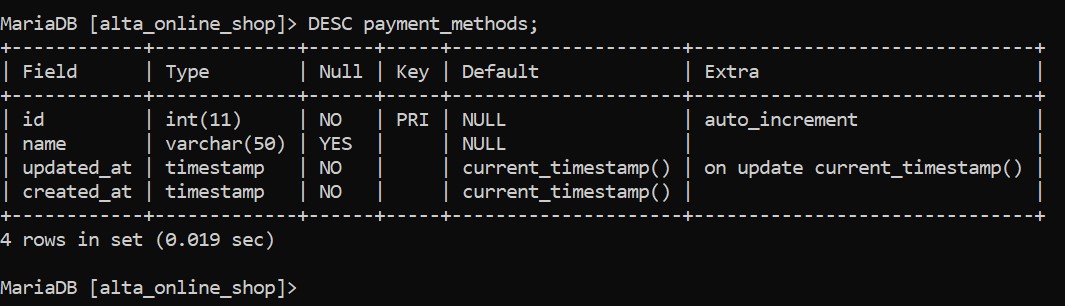 MariaDB [alta_online_shop]> DESC payment_methods;
+------------+-------------+------+-----+---------------------+-------------------------------+
| Field      | Type        | Null | Key | Default             | Extra                         |
+------------+-------------+------+-----+---------------------+-------------------------------+
| id         | int(11)     | NO   | PRI | NULL                | auto_increment                |
| name       | varchar(50) | YES  |     | NULL                |                               |
| updated_at | timestamp   | NO   |     | current_timestamp() | on update current_timestamp() |
| created_at | timestamp   | NO   |     | current_timestamp() |                               |
+------------+-------------+------+-----+---------------------+-------------------------------+
4 rows in set (0.019 sec)
MariaDB [alta_online_shop]>